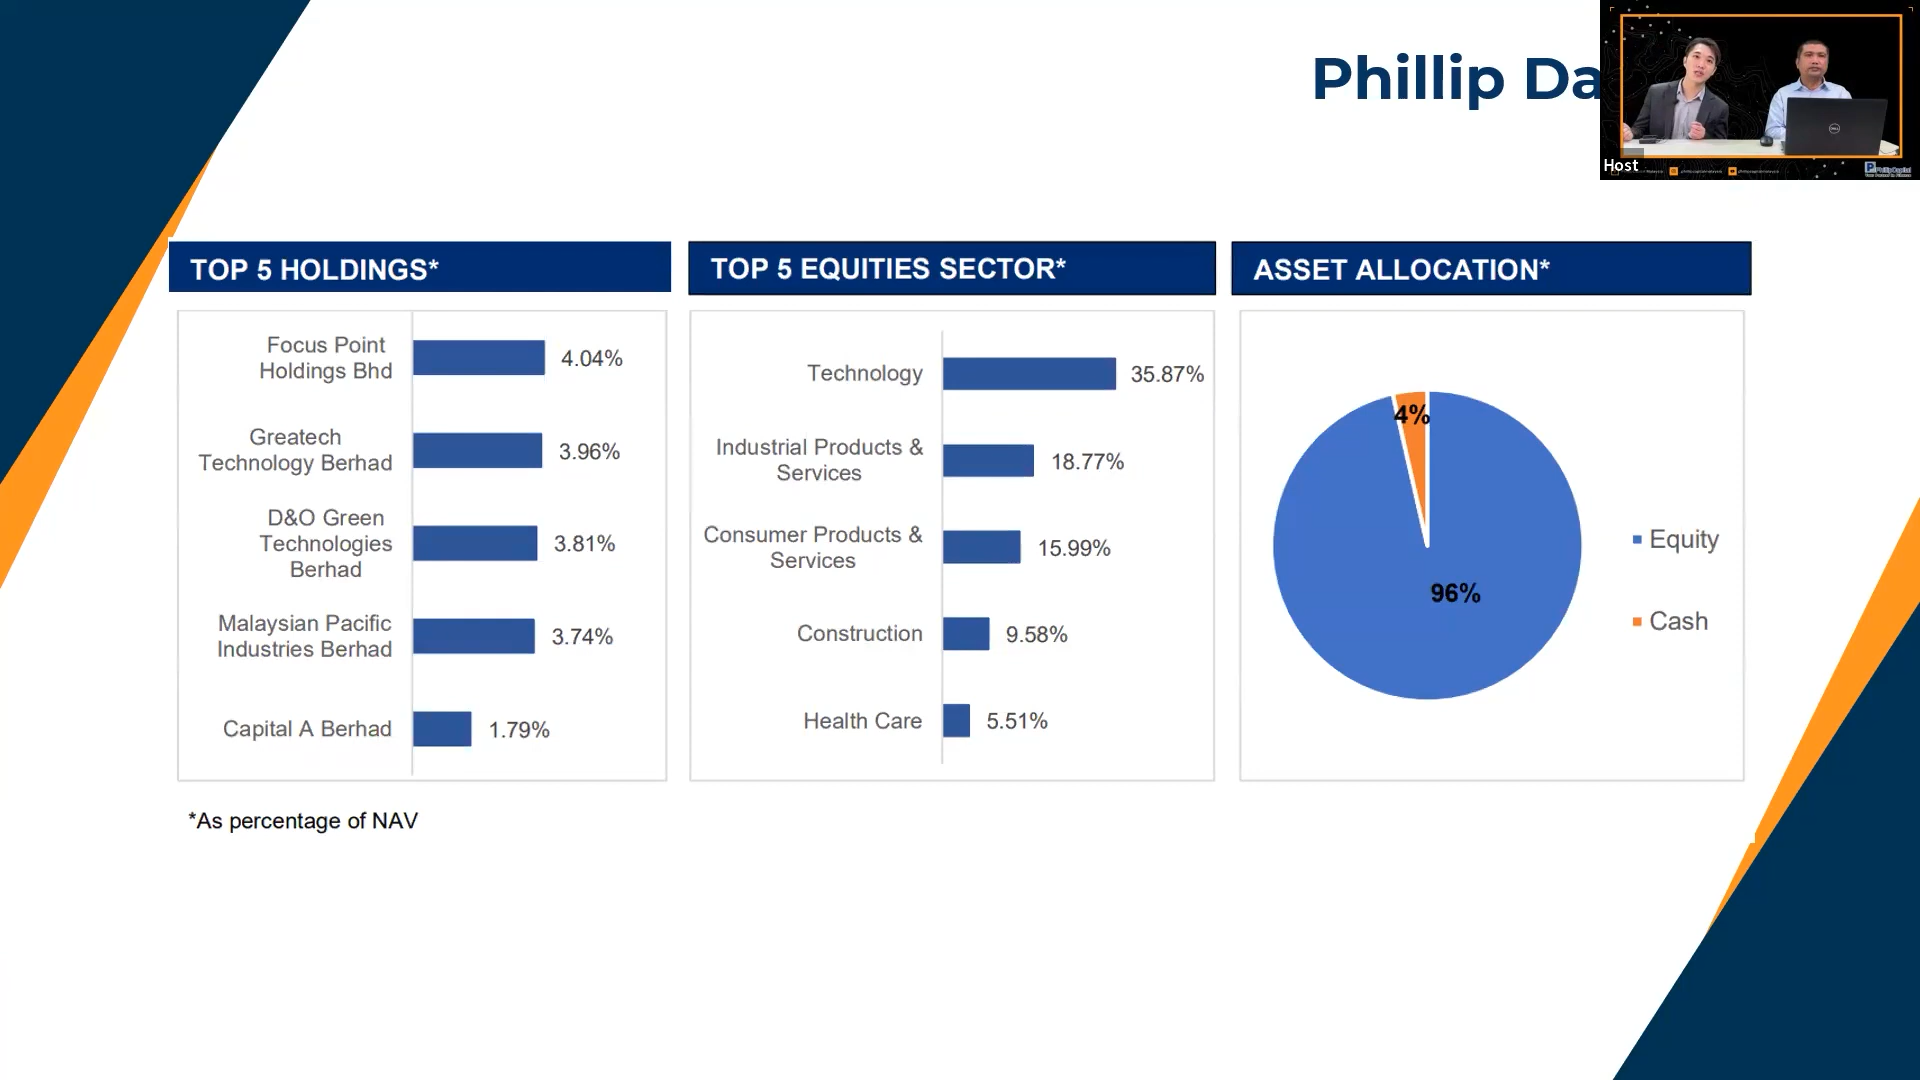 Phillip Da
Host
PhillipCapital
TOP 5 HOLDINGS*
Focus Point
Holdings Bhd
4.04%
Greatech
Technology Berhad
3.96%
D&O Green
Technologies
Berhad
3.81%
Malaysian Pacific
Industries Berhad
3.74%
Capital A Berhad
1.79%
*As percentage of NAV
TOP 5 EQUITIES SECTOR*
Technology
35.87%
Industrial Products &
Services
18.77%
Consumer Products &
Services
15.99%
Construction
9.58%
Health Care
5.51%
ASSET ALLOCATION*
4%
96%
Equity
Cash